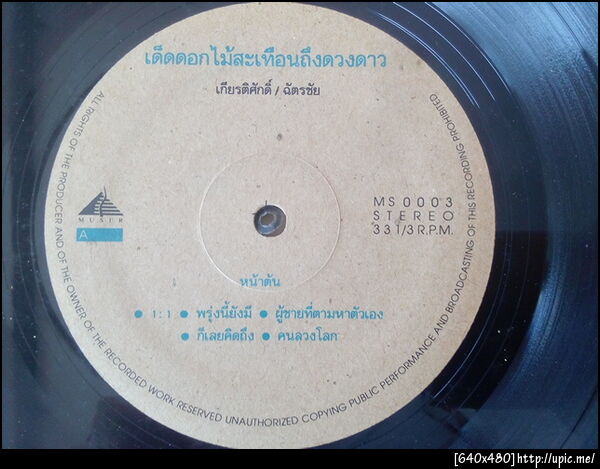 เด็ดดอกไม้สะเทือนถึงดวงดาว
เกียรติศักดิ์ / ฉัตรชัย
ALL RIGHTS OF THE PRODUCER AND OF THE OWNER OF THE RECORDED WORK RESERVED UNAUTHORIZED COPYING PUBLIC PERFORMANCE AND BROADCASTING OF THIS RECORDING PROHIBITED
MUSER
A
MS 0003
STEREO
33 1/3 R.P.M.
หน้าต้น
● 1:1 ● พรุ่งนี้ยังมี ● ผู้ชายที่ตามหาตัวเอง
● ก็เลยคิดถึง ● คนลวงโลก
[640x480]http://upic.me/